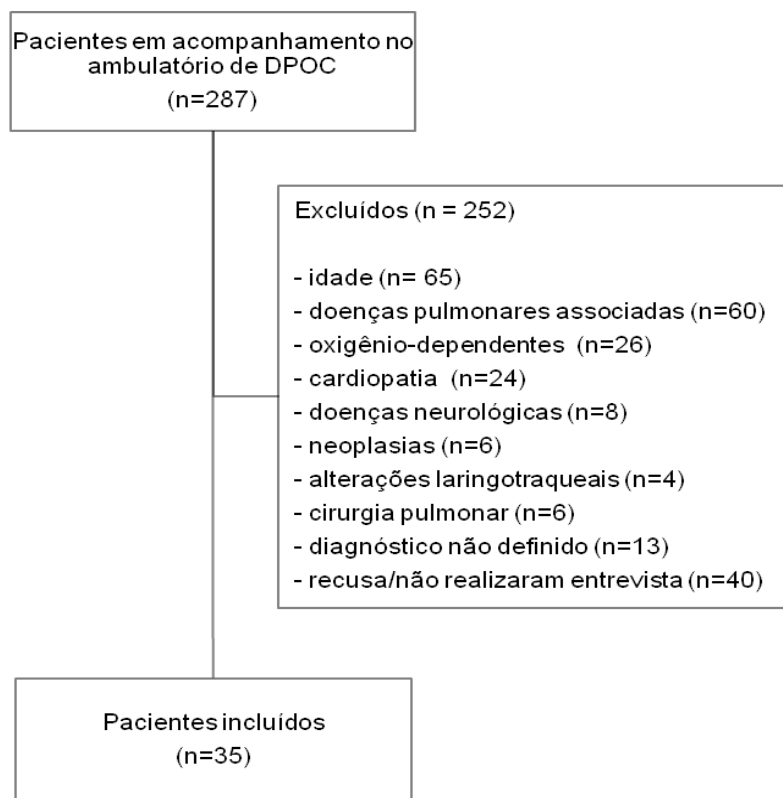 Pacientes em acompanhamento no
ambulatório de DPOC
(n=287)
Excluídos (n = 252)
- idade (n= 65)
- doenças pulmonares associadas (n=60)
- oxigênio-dependentes (n=26)
- cardiopatia (n=24)
- doenças neurológicas (n=8)
- neoplasias (n=6)
- alterações laringotraqueais (n=4)
- cirurgia pulmonar (n=6)
- diagnóstico não definido (n=13)
- recusa/não realizaram entrevista (n=40)
Pacientes incluídos
(n=35)